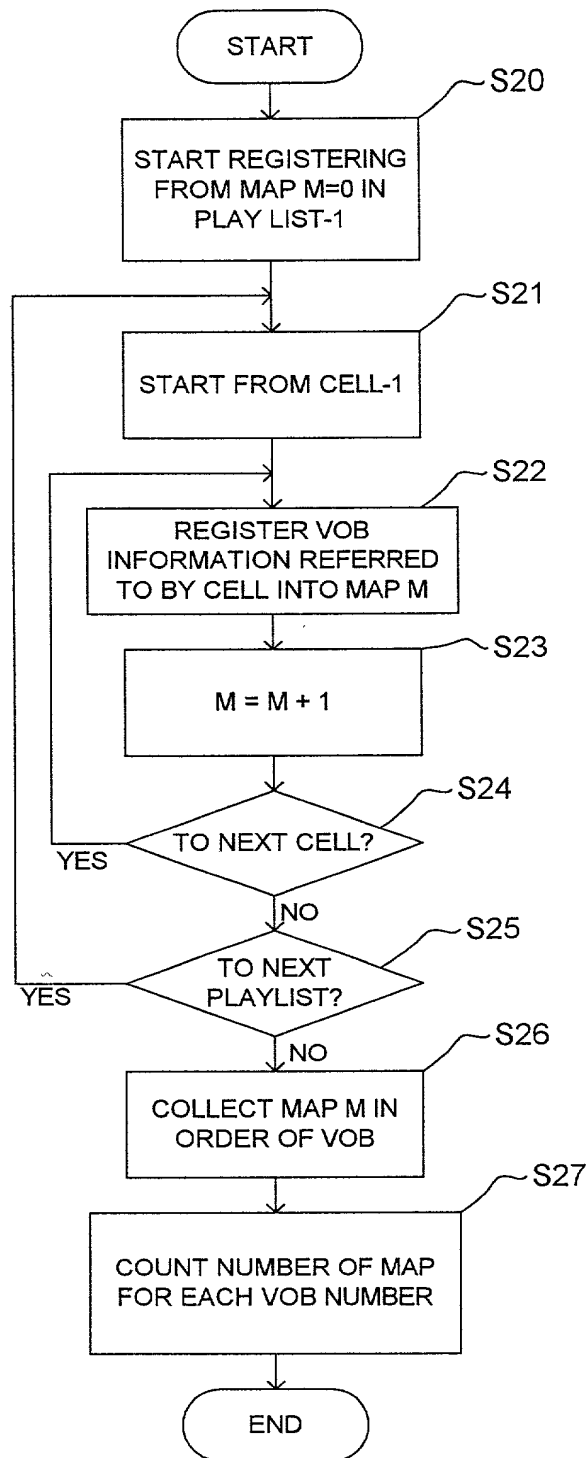 START
S20
START REGISTERING
FROM MAP M=0 IN
PLAY LIST-1
S21
START FROM CELL-1
S22
REGISTER VOB
INFORMATION REFERRED
TO BY CELL INTO MAP M
S23
M = M + 1
S24
TO NEXT CELL?
YES
NO
S25
TO NEXT
PLAYLIST?
YES
NO
S26
COLLECT MAP M IN
ORDER OF VOB
S27
COUNT NUMBER OF MAP
FOR EACH VOB NUMBER
END